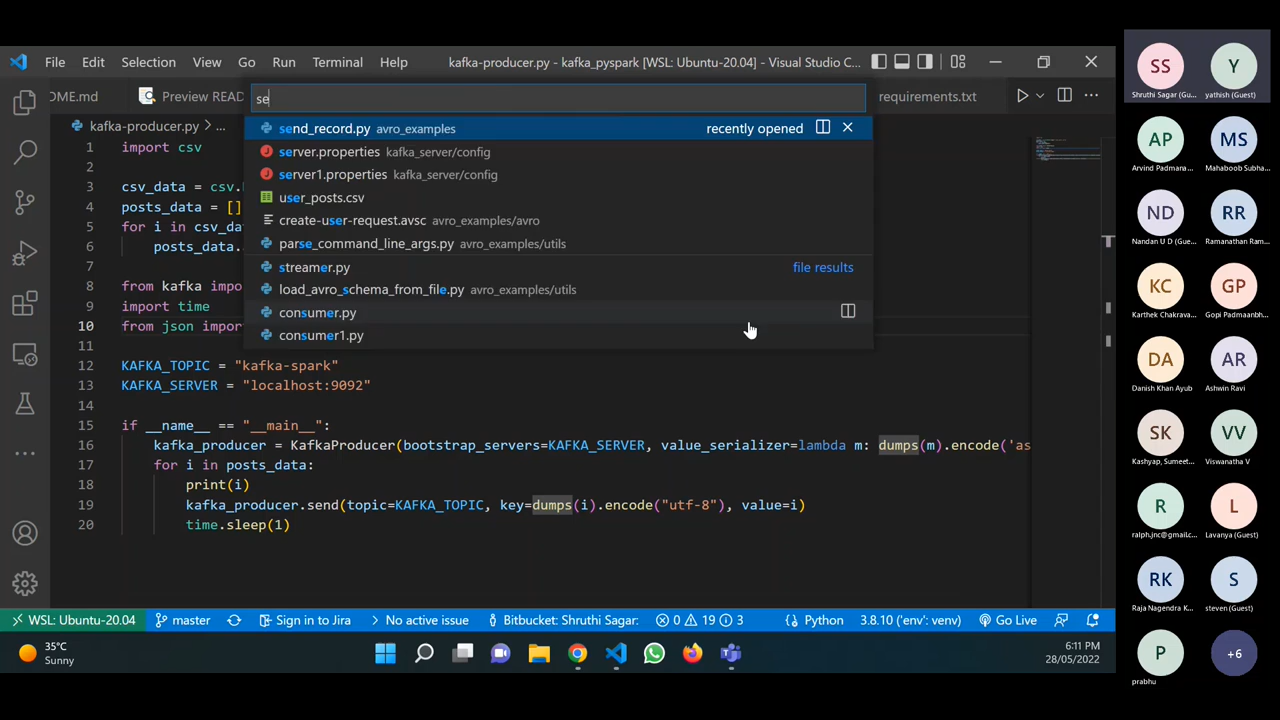 File Edit Selection View Go Run Terminal Help kafka-producer.py - kafka_pyspark [WSL: Ubuntu-20.04] - Visual Studio C...
OME.md Preview READ requirements.txt
se
kafka-producer.py > ...
send_record.py avro_examples recently opened
server.properties kafka_server/config
server1.properties kafka_server/config
user_posts.csv
create-user-request.avsc avro_examples/avro
parse_command_line_args.py avro_examples/utils
streamer.py file results
load_avro_schema_from_file.py avro_examples/utils
consumer.py
consumer1.py
1 import csv
2
3 csv_data = csv.
4 posts_data = []
5 for i in csv_da
6 posts_data.
7
8 from kafka impo
9 import time
10 from json impor
11
12 KAFKA_TOPIC = "kafka-spark"
13 KAFKA_SERVER = "localhost:9092"
14
15 if __name__ == "__main__":
16 kafka_producer = KafkaProducer(bootstrap_servers=KAFKA_SERVER, value_serializer=lambda m: dumps(m).encode('as
17 for i in posts_data:
18 print(i)
19 kafka_producer.send(topic=KAFKA_TOPIC, key=dumps(i).encode("utf-8"), value=i)
20 time.sleep(1)
WSL: Ubuntu-20.04 master Sign in to Jira No active issue Bitbucket: Shruthi Sagar: 0 19 3 Python 3.8.10 ('env': venv) Go Live
35°C
Sunny
6:11 PM
28/05/2022
SS Y
Shruthi Sagar (Gu... yathish (Guest)
AP MS
Arvind Padmana... Mahaboob Subha...
ND RR
Nandan U D (Gue... Ramanathan Ram...
KC GP
Karthek Chakrava... Gopi Padmaanbh...
DA AR
Danish Khan Ayub Ashwin Ravi
SK VV
Kashyap, Sumeet... Viswanatha V
R L
ralph.jnc@gmail.c... Lavanya (Guest)
RK S
Raja Nagendra K... steven (Guest)
P +6
prabhu